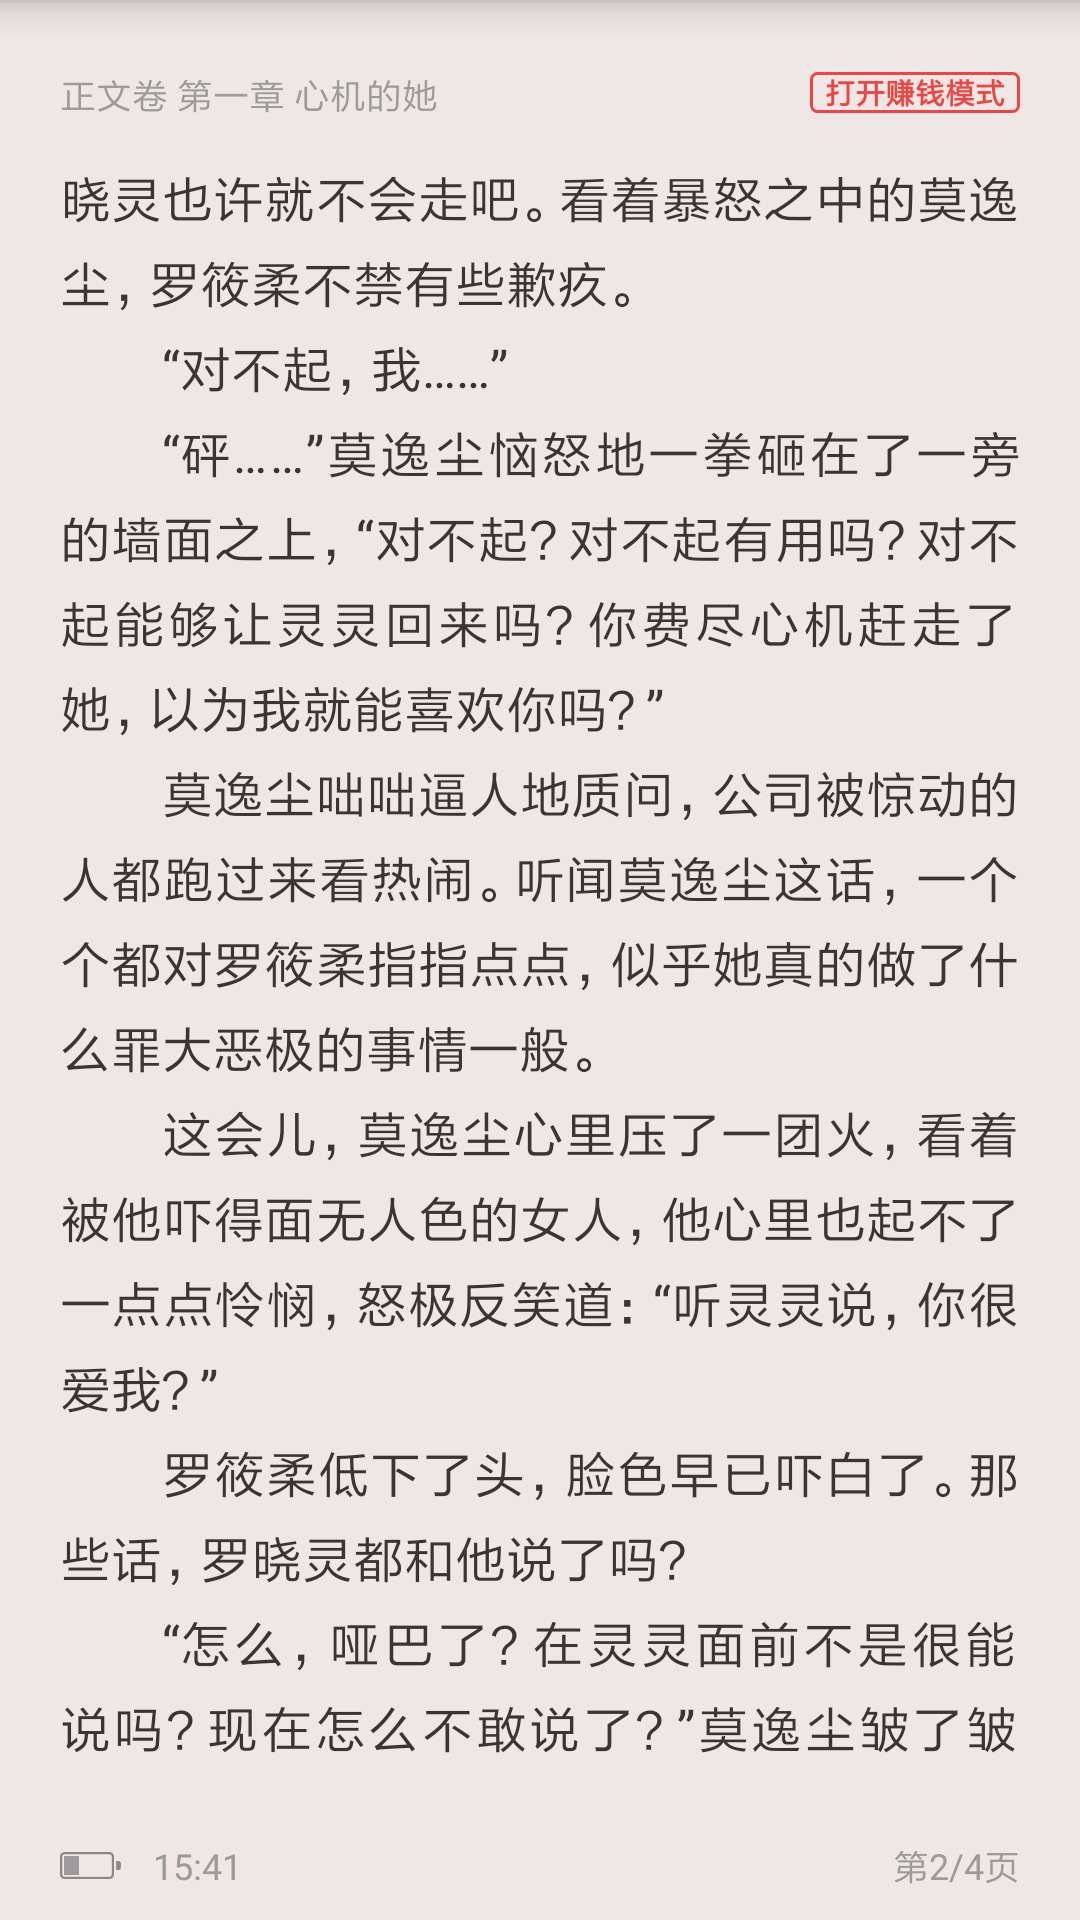 正文卷 第一章 心机的她
打开赚钱模式
晓灵也许就不会走吧。看着暴怒之中的莫逸
尘，罗筱柔不禁有些歉疚。
“对不起，我……”
“砰……”莫逸尘恼怒地一拳砸在了一旁
的墙面之上，“对不起？对不起有用吗？对不
起能够让灵灵回来吗？你费尽心机赶走了
她，以为我就能喜欢你吗？”
莫逸尘咄咄逼人地质问，公司被惊动的
人都跑过来看热闹。听闻莫逸尘这话，一个
个都对罗筱柔指指点点，似乎她真的做了什
么罪大恶极的事情一般。
这会儿，莫逸尘心里压了一团火，看着
被他吓得面无人色的女人，他心里也起不了
一点点怜悯，怒极反笑道：“听灵灵说，你很
爱我？”
罗筱柔低下了头，脸色早已吓白了。那
些话，罗晓灵都和他说了吗？
“怎么，哑巴了？在灵灵面前不是很能
说吗？现在怎么不敢说了？”莫逸尘皱了皱
15:41
第2/4页